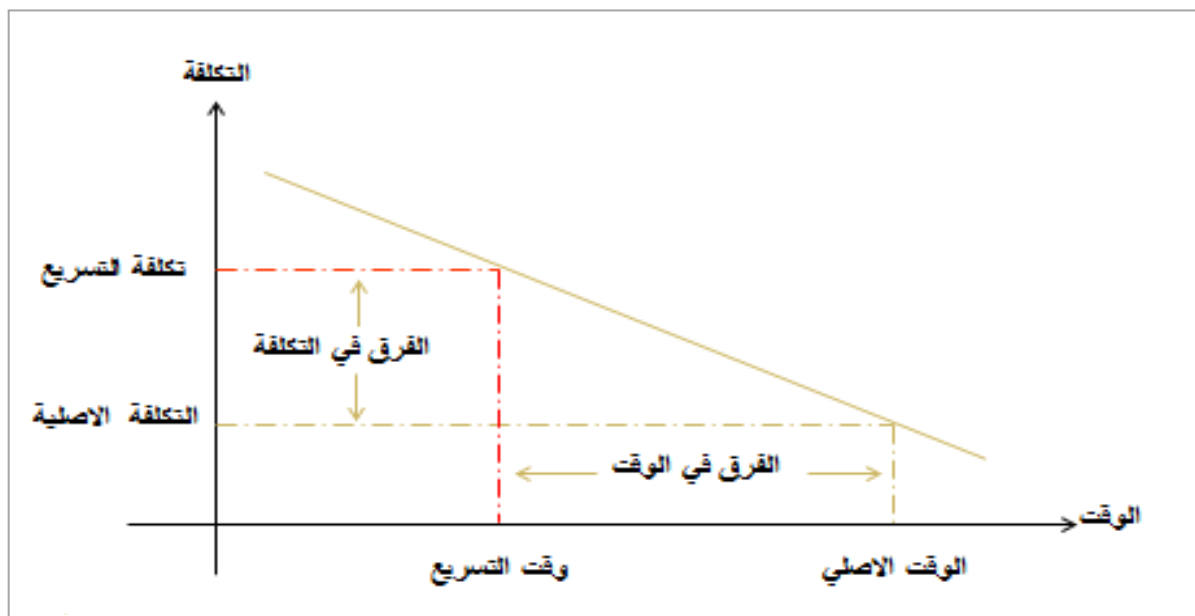 التكلفة
تكلفة التسريع
الفرق في التكلفة
التكلفة الاصلية
الفرق في الوقت
الوقت
وقت التسريع
الوقت الاصلي